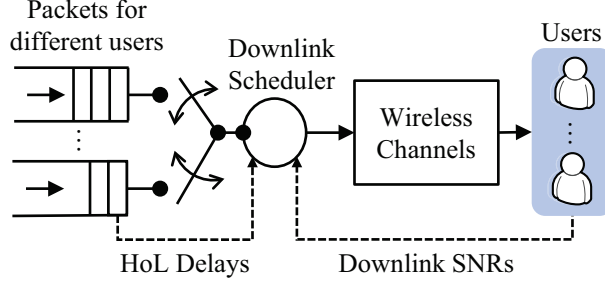 Packets for
different users
Downlink
Scheduler
Wireless
Channels
Users
HoL Delays
Downlink SNRs